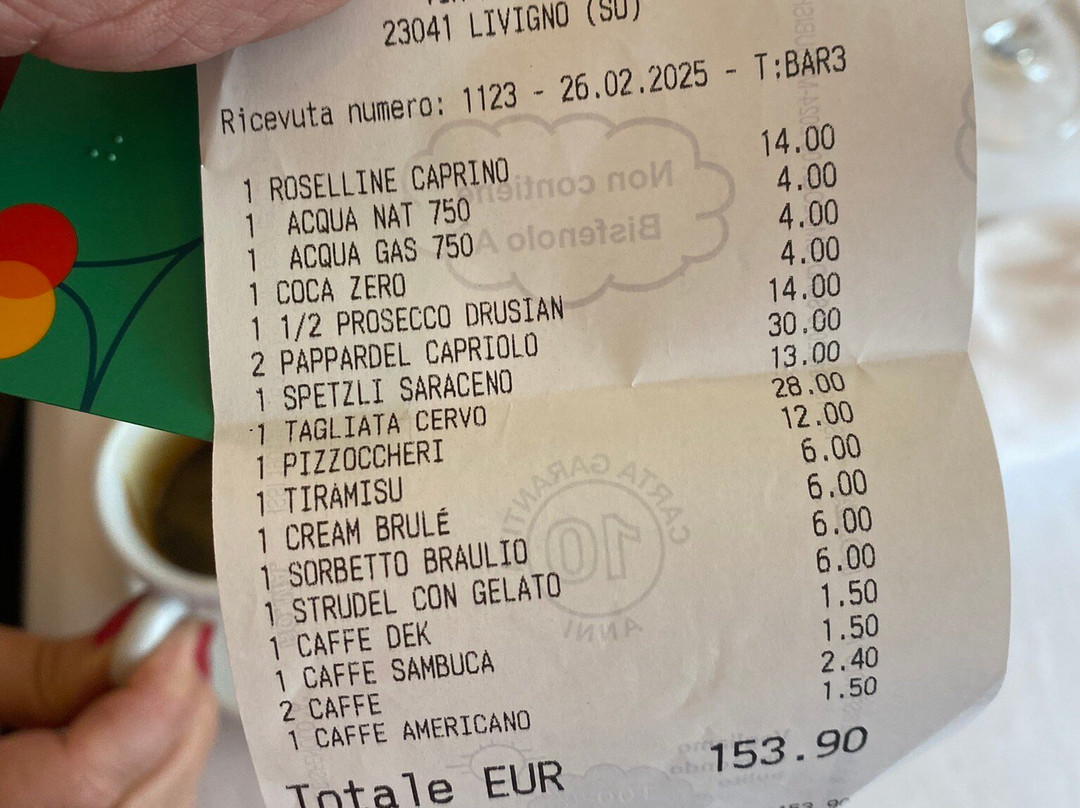 23041 LIVIGNO (SO)
Ricevuta numero: 1123 - 26.02.2025 - T:BAR3
1 ROSELLINE CAPRINO 14.00
1 ACQUA NAT 750 4.00
1 ACQUA GAS 750 4.00
1 COCA ZERO 4.00
1 1/2 PROSECCO DRUSIAN 14.00
2 PAPPARDEL CAPRIOLO 30.00
1 SPETZLI SARACENO 13.00
1 TAGLIATA CERVO 28.00
1 PIZZOCCHERI 12.00
1 TIRAMISU 6.00
1 CREAM BRULÉ 6.00
1 SORBETTO BRAULIO 6.00
1 STRUDEL CON GELATO 6.00
1 CAFFE DEK 1.50
1 CAFFE SAMBUCA 1.50
2 CAFFE 2.40
1 CAFFE AMERICANO 1.50
Totale EUR 153.90
Non contiene
Bisfenolo A
CARTA GARANTITA
10
ANNI